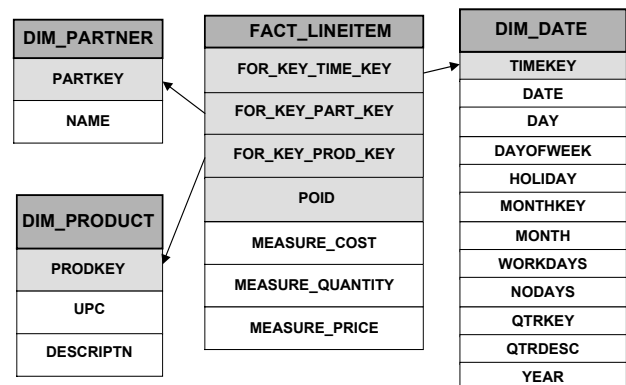 DIM_PARTNER
PARTKEY
NAME
DIM_PRODUCT
PRODKEY
UPC
DESCRIPTN
FACT_LINEITEM
FOR_KEY_TIME_KEY
FOR_KEY_PART_KEY
FOR_KEY_PROD_KEY
POID
MEASURE_COST
MEASURE_QUANTITY
MEASURE_PRICE
DIM_DATE
TIMEKEY
DATE
DAY
DAYOFWEEK
HOLIDAY
MONTHKEY
MONTH
WORKDAYS
NODAYS
QTRKEY
QTRDESC
YEAR